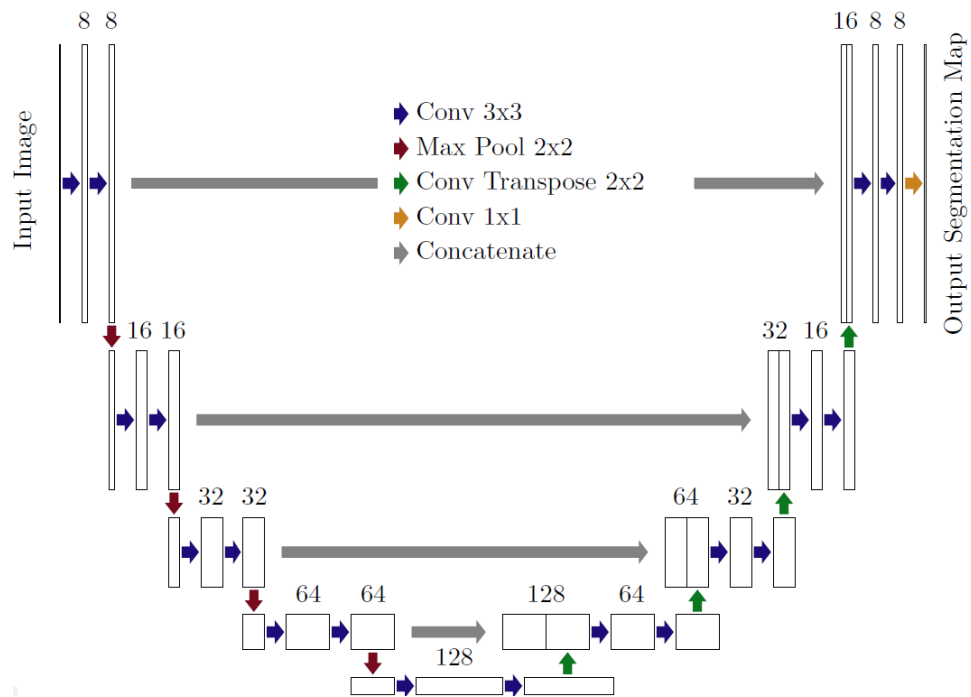 8 8
16 8 8
Input Image
Conv 3x3
Max Pool 2x2
Conv Transpose 2x2
Conv 1x1
Concatenate
Output Segmentation Map
16 16
32 16
32 32
64 32
64 64
128 64
128